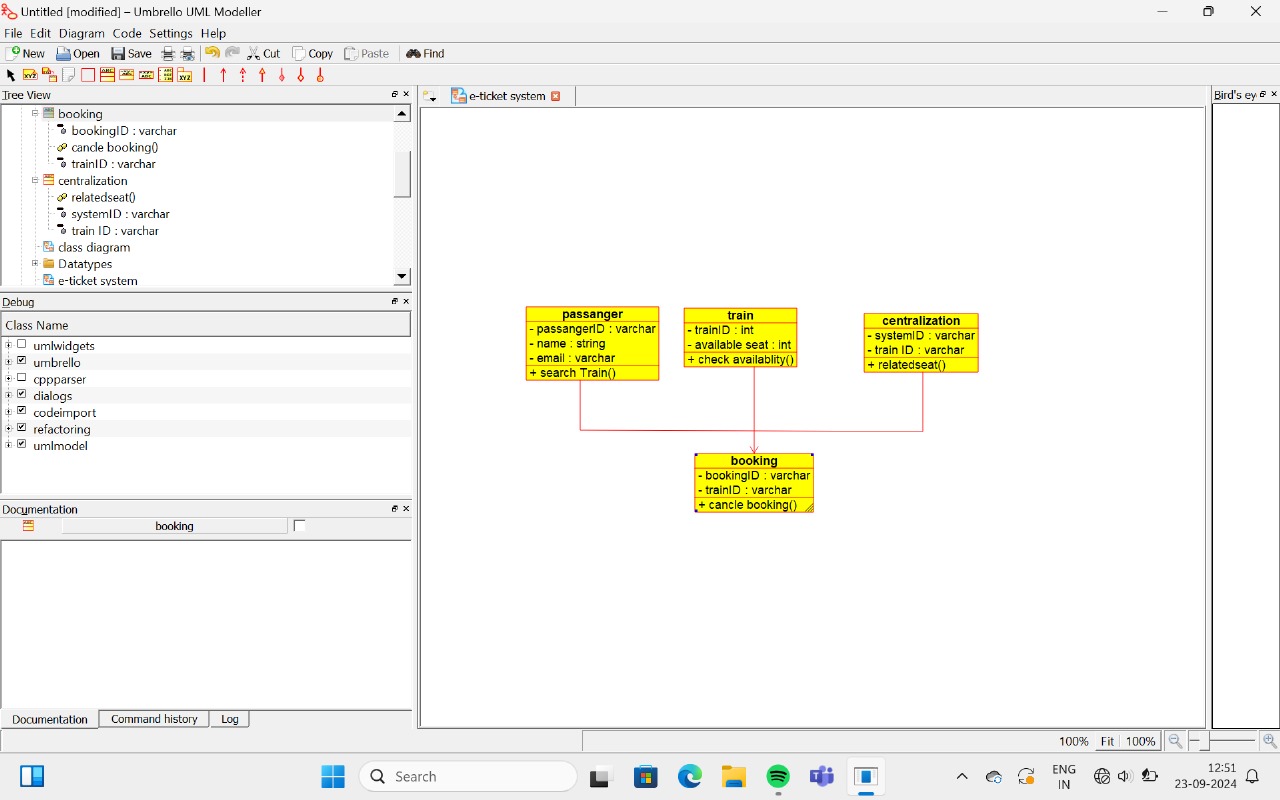 Untitled [modified] – Umbrello UML Modeller
File Edit Diagram Code Settings Help
New Open Save Cut Copy Paste Find
Tree View
booking
bookingID : varchar
cancle booking()
trainID : varchar
centralization
relatedseat()
systemID : varchar
train ID : varchar
class diagram
Datatypes
e-ticket system
Debug
Class Name
umlwidgets
umbrello
cppparser
dialogs
codeimport
refactoring
umlmodel
Documentation
booking
Documentation Command history Log
e-ticket system
passanger
- passangerID : varchar
- name : string
- email : varchar
+ search Train()
train
- trainID : int
- available seat : int
+ check availablity()
centralization
- systemID : varchar
- train ID : varchar
+ relatedseat()
booking
- bookingID : varchar
- trainID : varchar
+ cancle booking()
Bird's ey
100% Fit 100%
Search
ENG
IN
12:51
23-09-2024